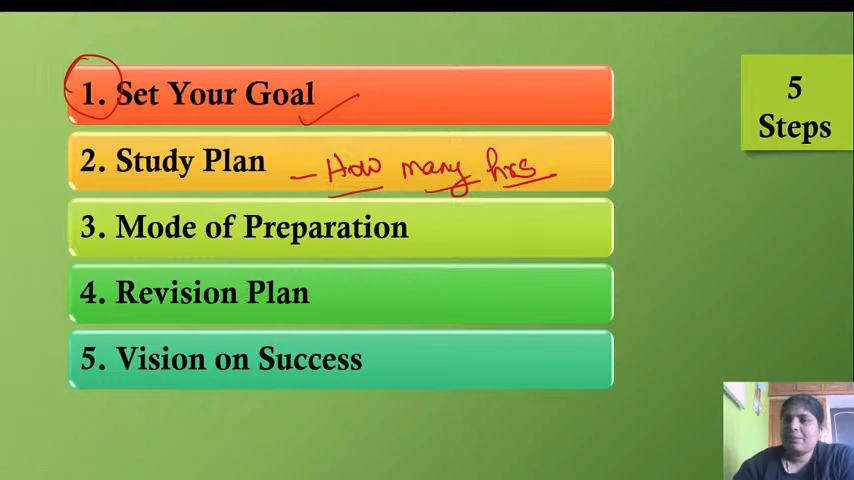 1. Set Your Goal
2. Study Plan – How many hrs
3. Mode of Preparation
4. Revision Plan
5. Vision on Success
5
Steps